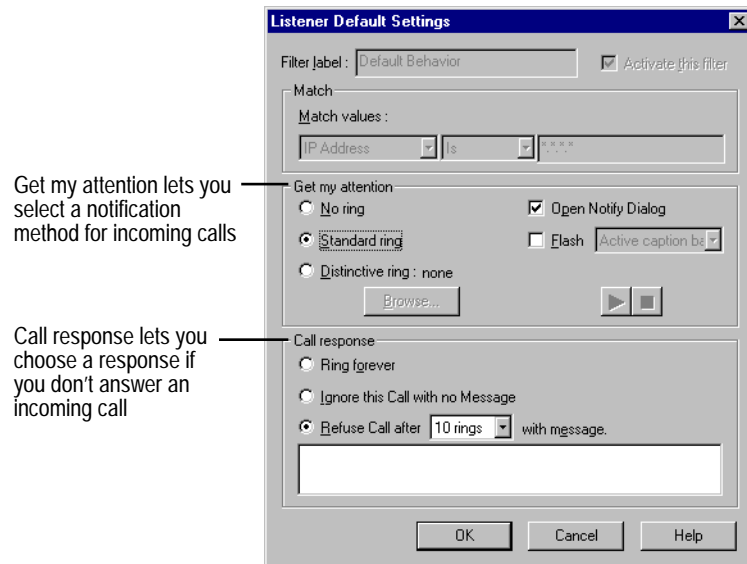 Listener Default Settings
Filter label : Default Behavior
Activate this filter
Match
Match values :
IP Address Is *.*.*.*
Get my attention lets you
select a notification
method for incoming calls
Get my attention
No ring
Open Notify Dialog
Standard ring
Flash Active caption ba
Distinctive ring : none
Browse...
Call response lets you
choose a response if
you don't answer an
incoming call
Call response
Ring forever
Ignore this Call with no Message
Refuse Call after 10 rings with message.
OK Cancel Help